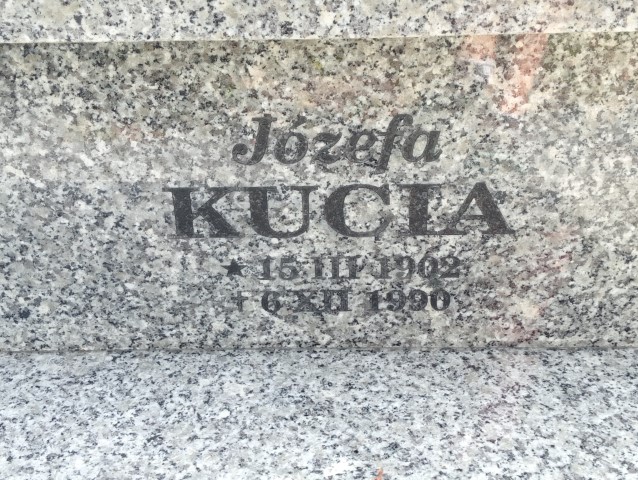 Józefa
KUCIA
★ 15 III 1902
† 6 XII 1990